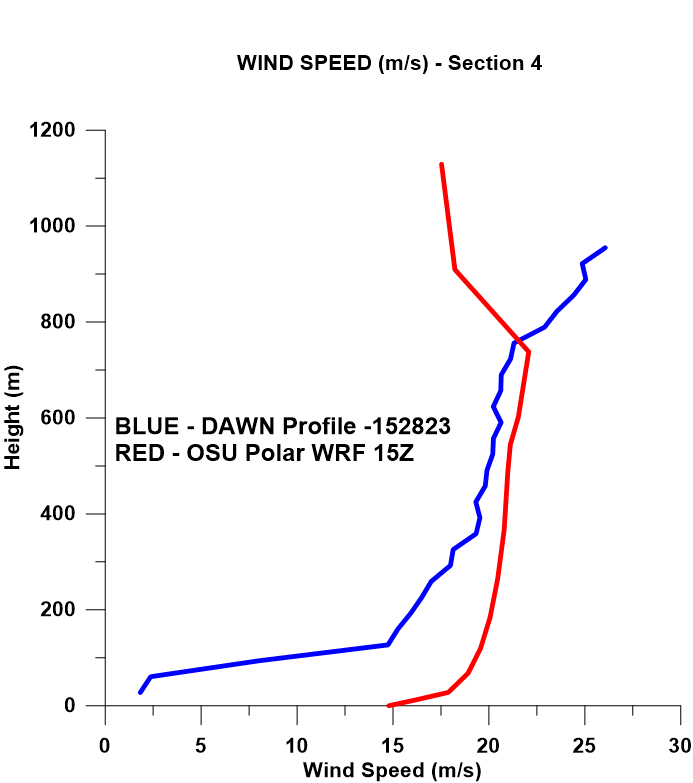 WIND SPEED (m/s) - Section 4
1200
1000
800
600
400
200
0
Height (m)
BLUE - DAWN Profile -152823
RED - OSU Polar WRF 15Z
0 5 10 15 20 25 30
Wind Speed (m/s)